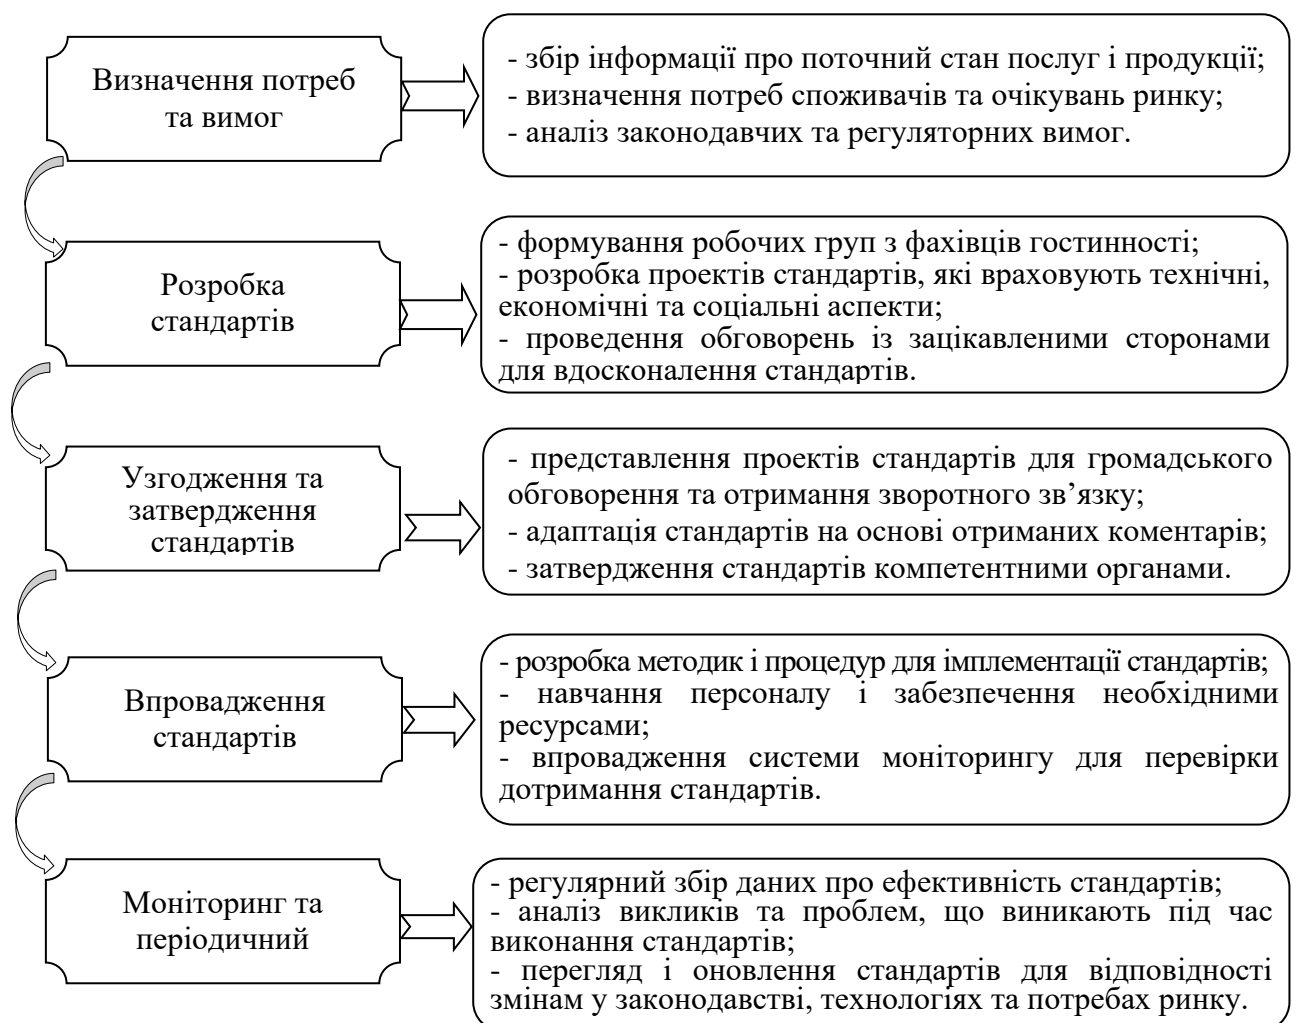 Визначення потреб
та вимог
- збір інформації про поточний стан послуг і продукції;
- визначення потреб споживачів та очікувань ринку;
- аналіз законодавчих та регуляторних вимог.
Розробка
стандартів
- формування робочих груп з фахівців гостинності;
- розробка проектів стандартів, які враховують технічні,
економічні та соціальні аспекти;
- проведення обговорень із зацікавленими сторонами
для вдосконалення стандартів.
Узгодження та
затвердження
стандартів
- представлення проектів стандартів для громадського
обговорення та отримання зворотного зв’язку;
- адаптація стандартів на основі отриманих коментарів;
- затвердження стандартів компетентними органами.
Впровадження
стандартів
- розробка методик і процедур для імплементації стандартів;
- навчання персоналу і забезпечення необхідними
ресурсами;
- впровадження системи моніторингу для перевірки
дотримання стандартів.
Моніторинг та
періодичний
- регулярний збір даних про ефективність стандартів;
- аналіз викликів та проблем, що виникають під час
виконання стандартів;
- перегляд і оновлення стандартів для відповідності
змінам у законодавстві, технологіях та потребах ринку.